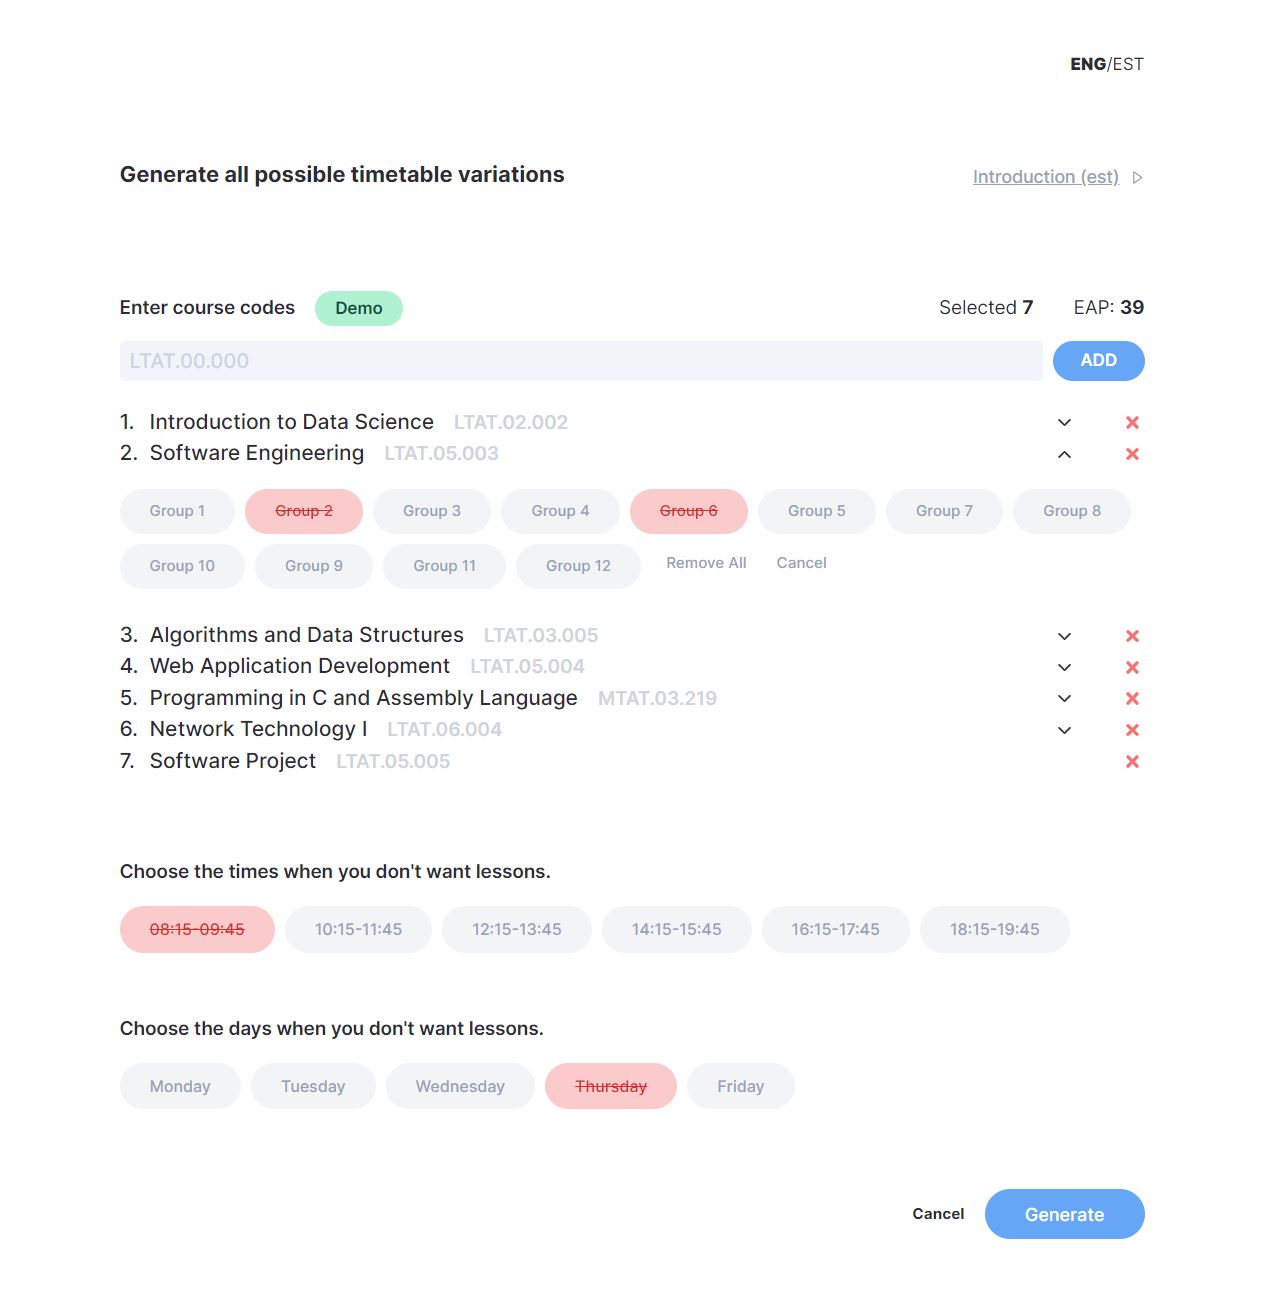 ENG/EST
Generate all possible timetable variations Introduction (est)
Enter course codes Demo Selected 7 EAP: 39
LTAT.00.000 ADD
1. Introduction to Data Science LTAT.02.002
2. Software Engineering LTAT.05.003
Group 1 Group 2 Group 3 Group 4 Group 6 Group 5 Group 7 Group 8
Group 10 Group 9 Group 11 Group 12 Remove All Cancel
3. Algorithms and Data Structures LTAT.03.005
4. Web Application Development LTAT.05.004
5. Programming in C and Assembly Language MTAT.03.219
6. Network Technology I LTAT.06.004
7. Software Project LTAT.05.005
Choose the times when you don't want lessons.
08:15-09:45 10:15-11:45 12:15-13:45 14:15-15:45 16:15-17:45 18:15-19:45
Choose the days when you don't want lessons.
Monday Tuesday Wednesday Thursday Friday
Cancel Generate